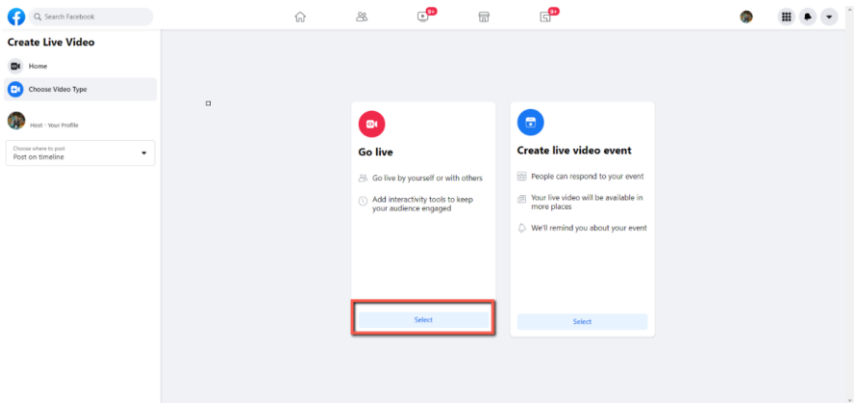 Search Facebook
9+
9+
Create Live Video
Home
Choose Video Type
Host - Your Profile
Choose where to post
Post on timeline
Go live
Go live by yourself or with others
Add interactivity tools to keep
your audience engaged
Select
Create live video event
People can respond to your event
Your live video will be available in
more places
We'll remind you about your event
Select